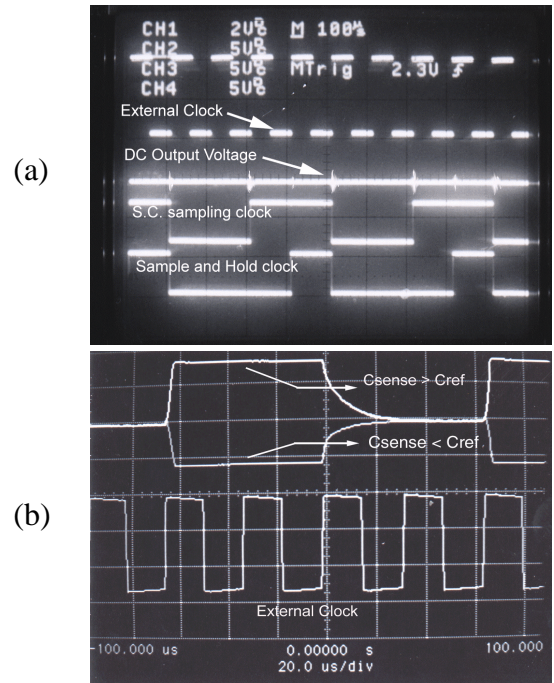 (a)
CH1 2V M 100µs
CH2 5V
CH3 5V MTrig 2.3V
CH4 5V
External Clock
DC Output Voltage
S.C. sampling clock
Sample and Hold clock
(b)
Csense > Cref
Csense < Cref
External Clock
-100.000 us 0.00000 s 100.000
20.0 us/div